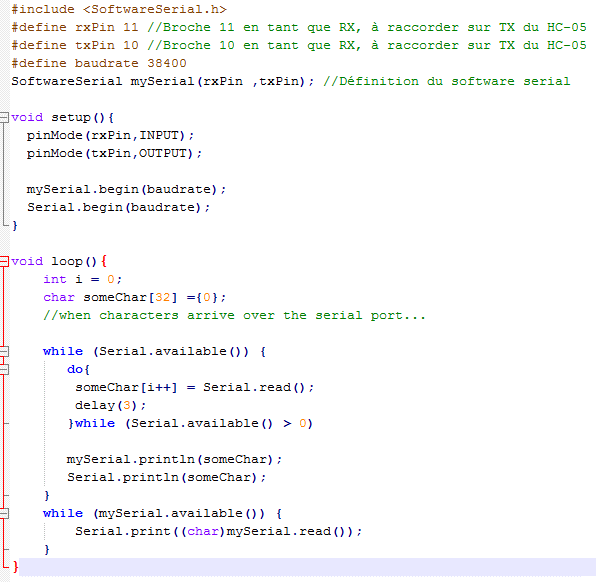 #include <SoftwareSerial.h>
#define rxPin 11 //Broche 11 en tant que RX, à raccorder sur TX du HC-05
#define txPin 10 //Broche 10 en tant que RX, à raccorder sur TX du HC-05
#define baudrate 38400
SoftwareSerial mySerial(rxPin ,txPin); //Définition du software serial
void setup(){
pinMode(rxPin,INPUT);
pinMode(txPin,OUTPUT);
mySerial.begin(baudrate);
Serial.begin(baudrate);
}
void loop(){
int i = 0;
char someChar[32] ={0};
//when characters arrive over the serial port...
while (Serial.available()) {
do{
someChar[i++] = Serial.read();
delay(3);
}while (Serial.available() > 0)
mySerial.println(someChar);
Serial.println(someChar);
}
while (mySerial.available()) {
Serial.print((char)mySerial.read());
}
}